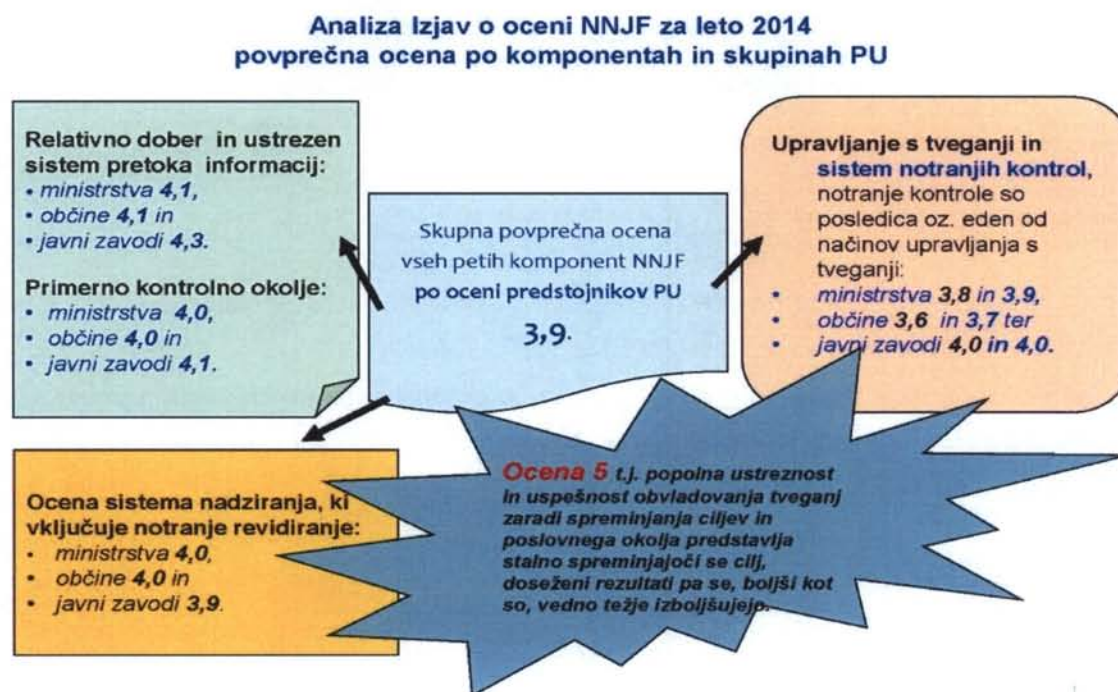 Analiza Izjav o oceni NNJF za leto 2014
povprečna ocena po komponentah in skupinah PU
Relativno dober in ustrezen
sistem pretoka informacij:
• ministrstva 4,1,
• občine 4,1 in
• javni zavodi 4,3.
Primerno kontrolno okolje:
• ministrstva 4,0,
• občine 4,0 in
• javni zavodi 4,1.
Skupna povprečna ocena
vseh petih komponent NNJF
po oceni predstojnikov PU
3,9.
Upravljanje s tveganji in
sistem notranjih kontrol,
notranje kontrole so
posledica oz. eden od
načinov upravljanja s
tveganji:
• ministrstva 3,8 in 3,9,
• občine 3,6 in 3,7 ter
• javni zavodi 4,0 in 4,0.
Ocena sistema nadziranja, ki
vključuje notranje revidiranje:
• ministrstva 4,0,
• občine 4,0 in
• javni zavodi 3,9.
Ocena 5 t.j. popolna ustreznost
in uspešnost obvladovanja tveganj
zaradi spreminjanja ciljev in
poslovnega okolja predstavlja
stalno spreminjajoči se cilj,
doseženi rezultati pa se, boljši kot
so, vedno težje izboljšujejo.